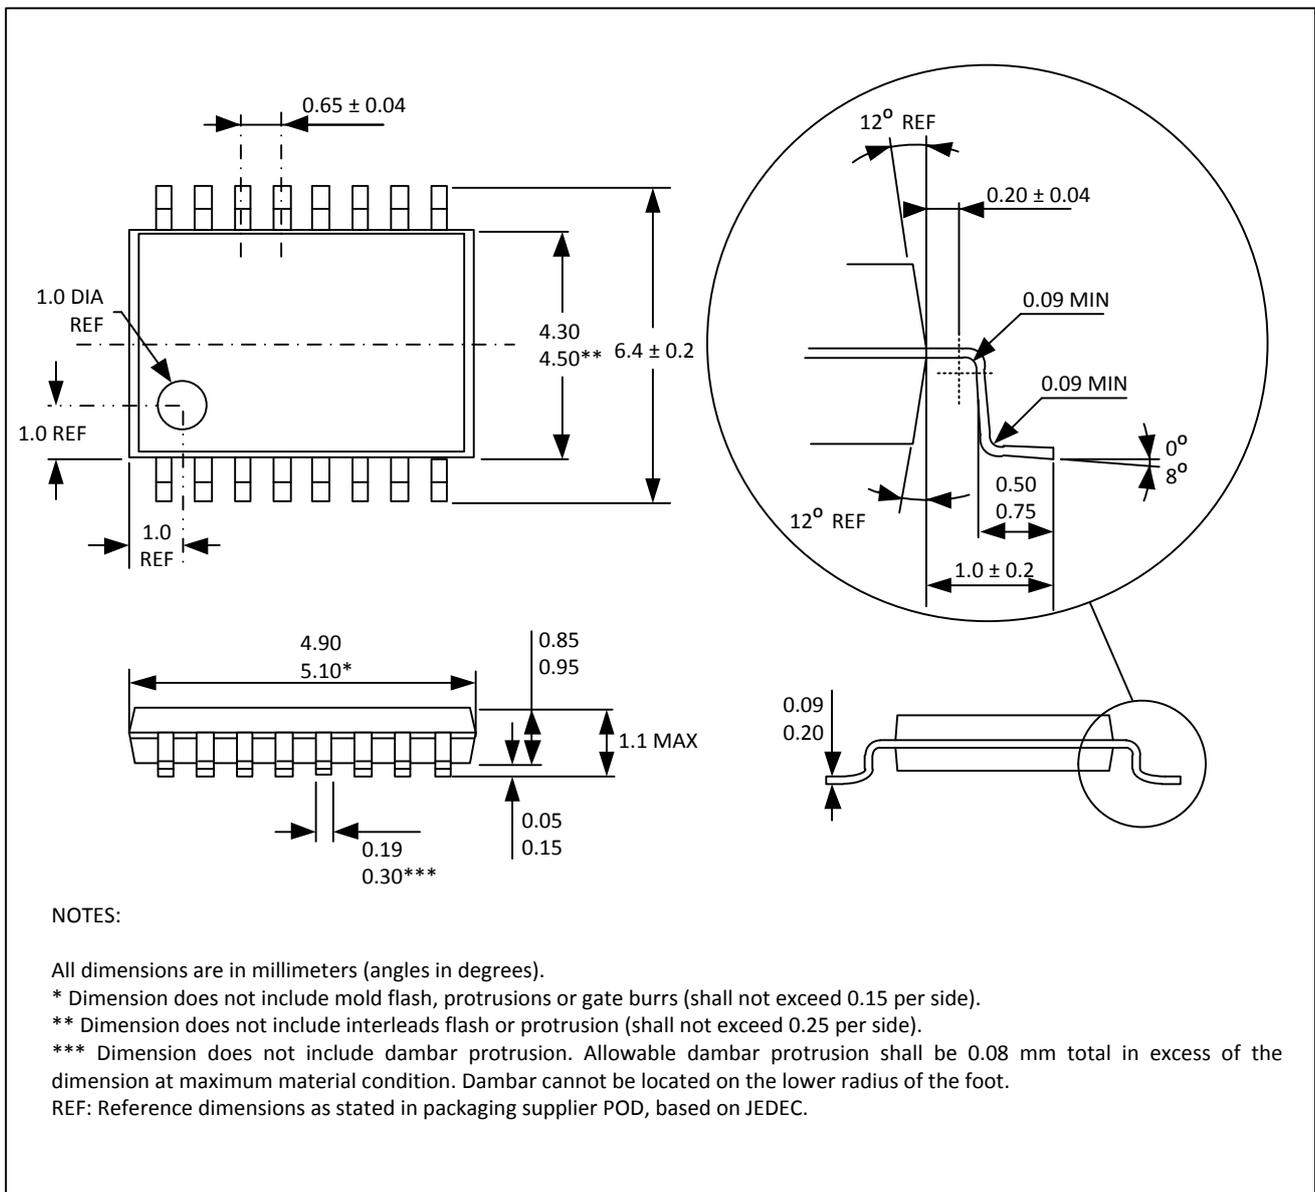 0.65 ± 0.04
12° REF
0.20 ± 0.04
1.0 DIA
REF
0.09 MIN
4.30
4.50**
6.4 ± 0.2
0.09 MIN
1.0 REF
0°
8°
0.50
0.75
12° REF
1.0
REF
1.0 ± 0.2
4.90
5.10*
0.85
0.95
0.09
0.20
1.1 MAX
0.05
0.15
0.19
0.30***
NOTES:
All dimensions are in millimeters (angles in degrees).
* Dimension does not include mold flash, protrusions or gate burrs (shall not exceed 0.15 per side).
** Dimension does not include interleads flash or protrusion (shall not exceed 0.25 per side).
*** Dimension does not include dambar protrusion. Allowable dambar protrusion shall be 0.08 mm total in excess of the
dimension at maximum material condition. Dambar cannot be located on the lower radius of the foot.
REF: Reference dimensions as stated in packaging supplier POD, based on JEDEC.